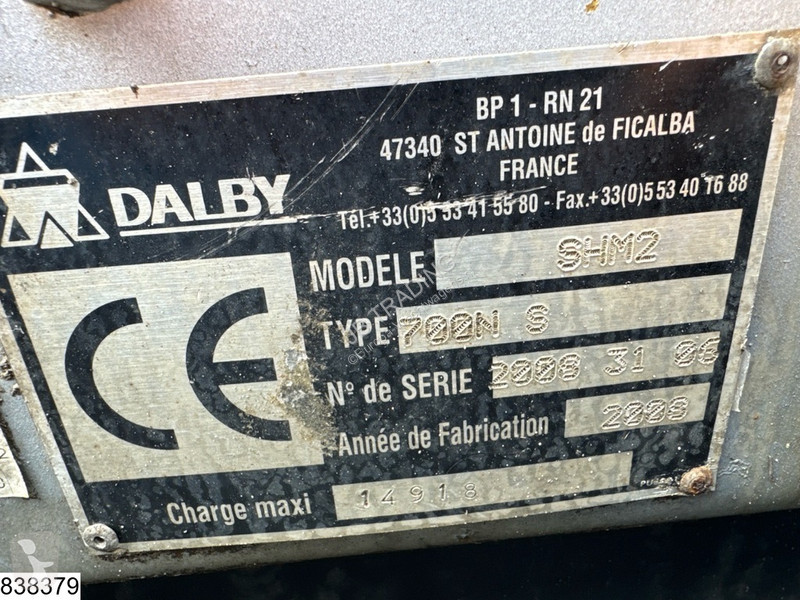 BP 1 - RN 21
47340 ST ANTOINE de FICALBA
FRANCE
DALBY
Tél.+33(0)5 53 41 55 80 - Fax.+33(0)5 53 40 16 88
CE
MODELE SHM2
TYPE 700N S
N° de SERIE 2008 31 06
Année de Fabrication 2008
Charge maxi 14918
838379